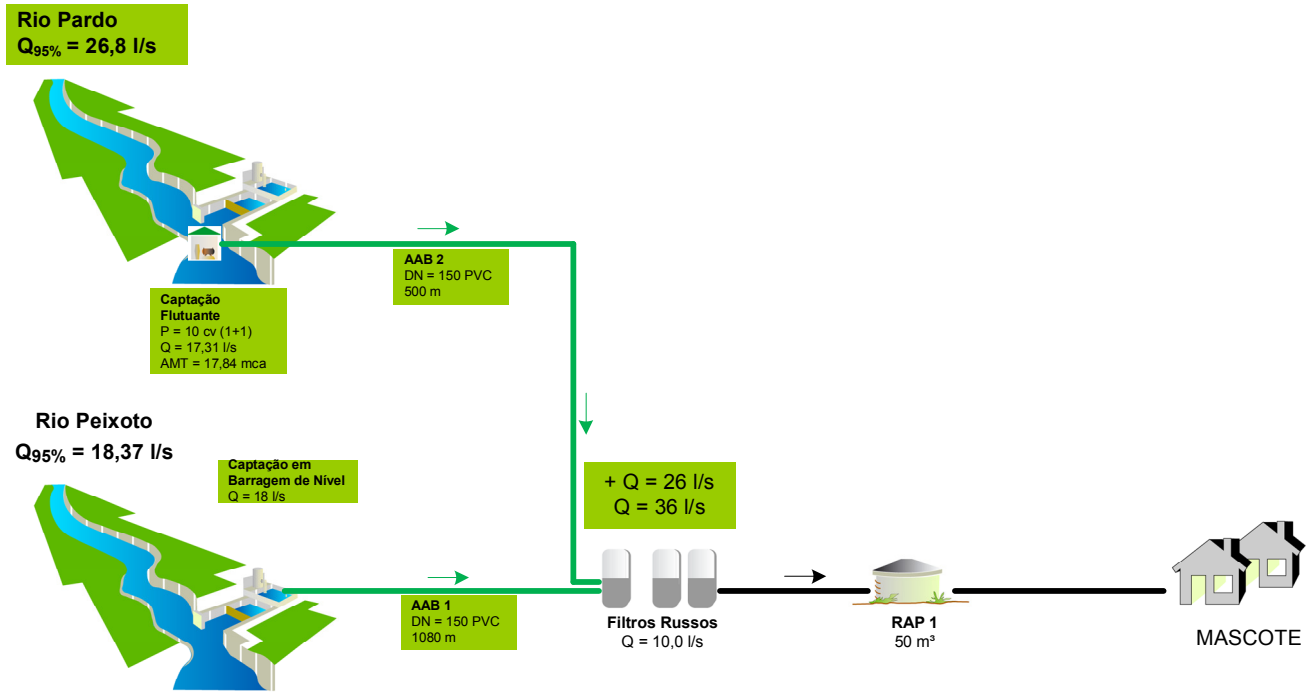 Rio Pardo
Q95% = 26,8 l/s
AAB 2
DN = 150 PVC
500 m
Captação
Flutuante
P = 10 cv (1+1)
Q = 17,31 l/s
AMT = 17,84 mca
Rio Peixoto
Q95% = 18,37 l/s
Captação em
Barragem de Nível
Q = 18 l/s
+ Q = 26 l/s
Q = 36 l/s
AAB 1
DN = 150 PVC
1080 m
Filtros Russos
Q = 10,0 l/s
RAP 1
50 m³
MASCOTE